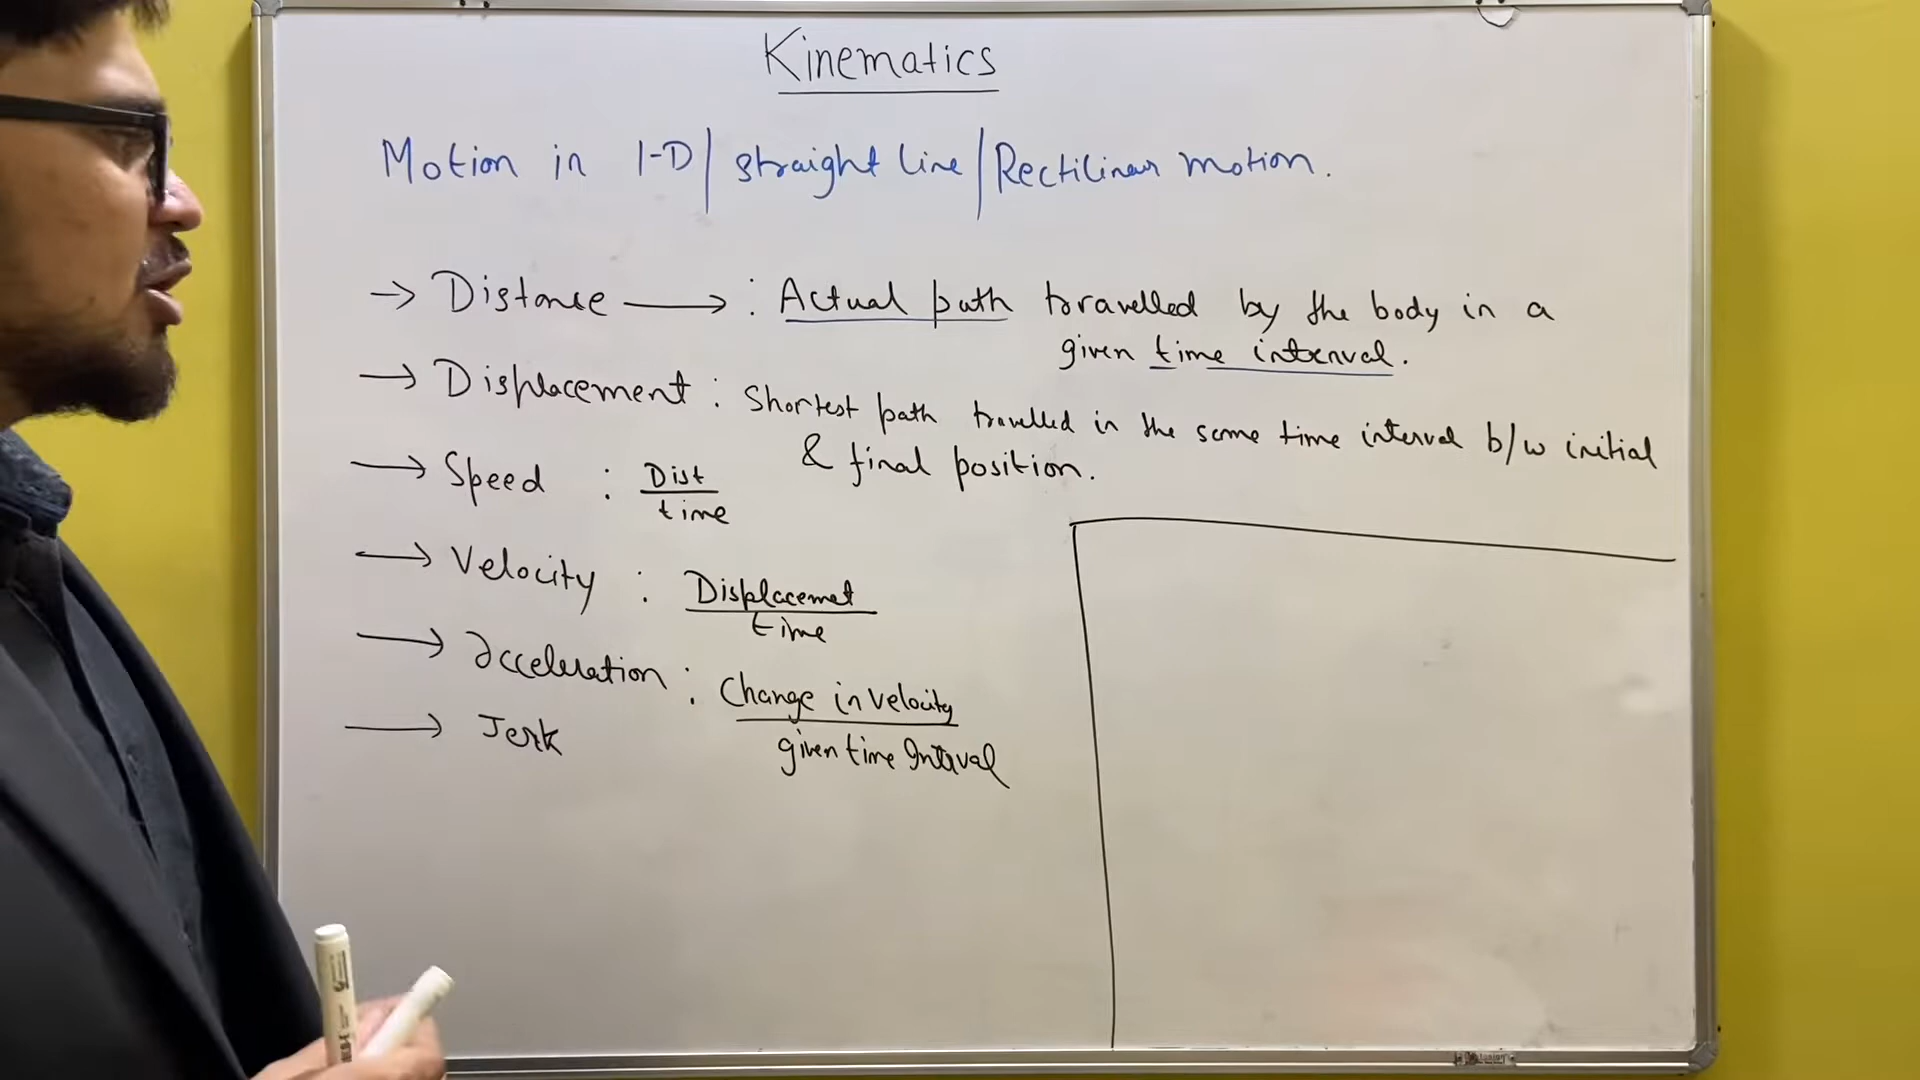 Kinematics
Motion in 1-D/straight line/Rectilinear motion.
→ Distance ⟶ : Actual path travelled by the body in a
given time interval.
→ Displacement : Shortest path travelled in the same time interval b/w initial
& final position.
→ Speed : Dist
time
→ Velocity : Displacemet
time
→ Acceleration : Change in velocity
given time Interval
→ Jerk